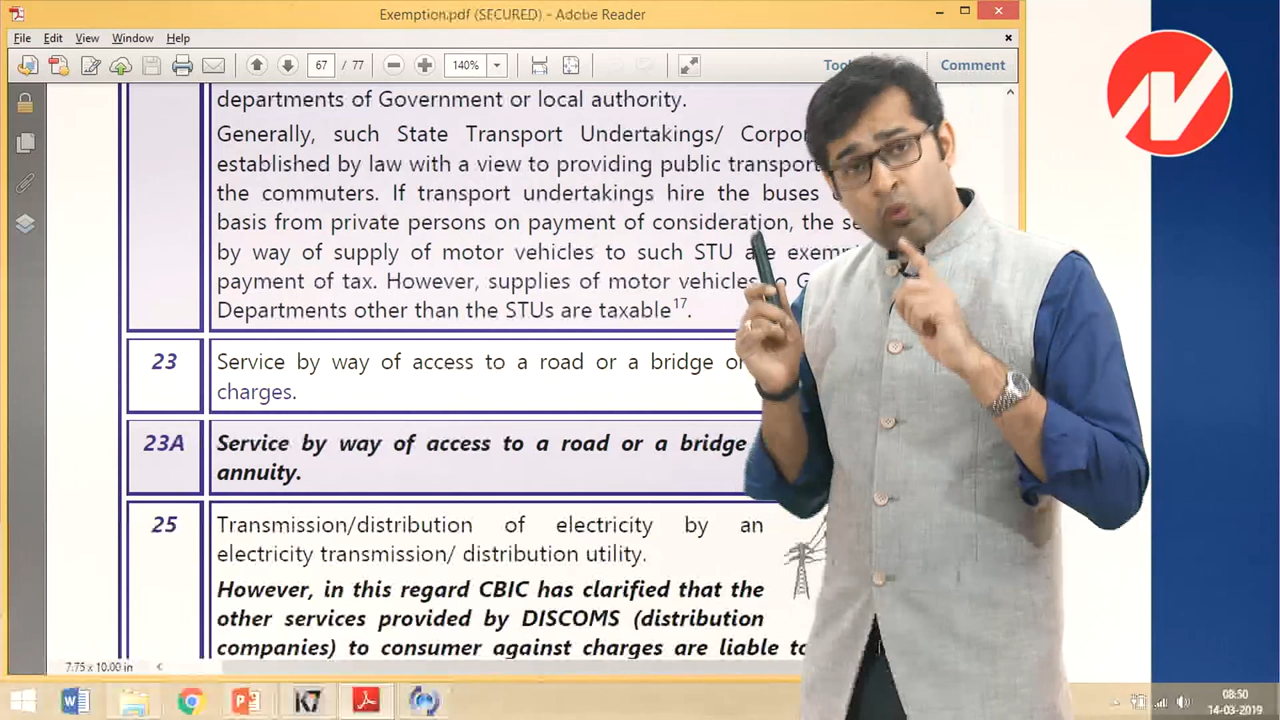 Exemption.pdf (SECURED) - Adobe Reader
File Edit View Window Help
67 / 77 140% Comment
departments of Government or local authority.
Generally, such State Transport Undertakings/
established by law with a view to providing public transport
the commuters. If transport undertakings hire the buses
basis from private persons on payment of consideration, the
by way of supply of motor vehicles to such STU are
payment of tax. However, supplies of motor vehicles
Departments other than the STUs are taxable17.
23 Service by way of access to a road or a bridge
charges.
23A Service by way of access to a road or a bridge
annuity.
25 Transmission/distribution of electricity by an
electricity transmission/ distribution utility.
However, in this regard CBIC has clarified that the
other services provided by DISCOMS (distribution
companies) to consumer against charges are liable
7.75 x 10.00 in
08:50
14-03-2019